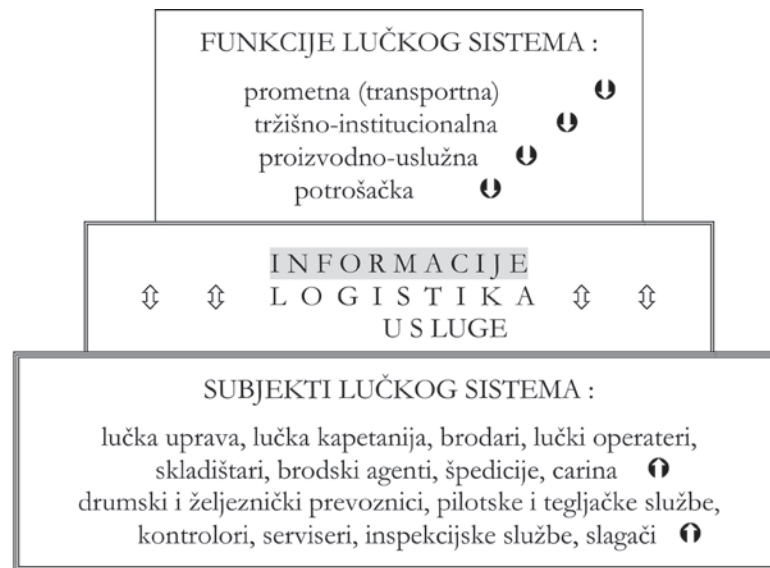 FUNKCIJE LUČKOG SISTEMA :
prometna (transportna)
tržišno-institucionalna
proizvodno-uslužna
potrošačka
INFORMACIJE
LOGISTIKA
USLUGE
SUBJEKTI LUČKOG SISTEMA :
lučka uprava, lučka kapetanija, brodari, lučki operateri,
skladištari, brodski agenti, špedicije, carina
drumski i željeznički prevoznici, pilotske i tegljačke službe,
kontrolori, serviseri, inspekcijske službe, slagači